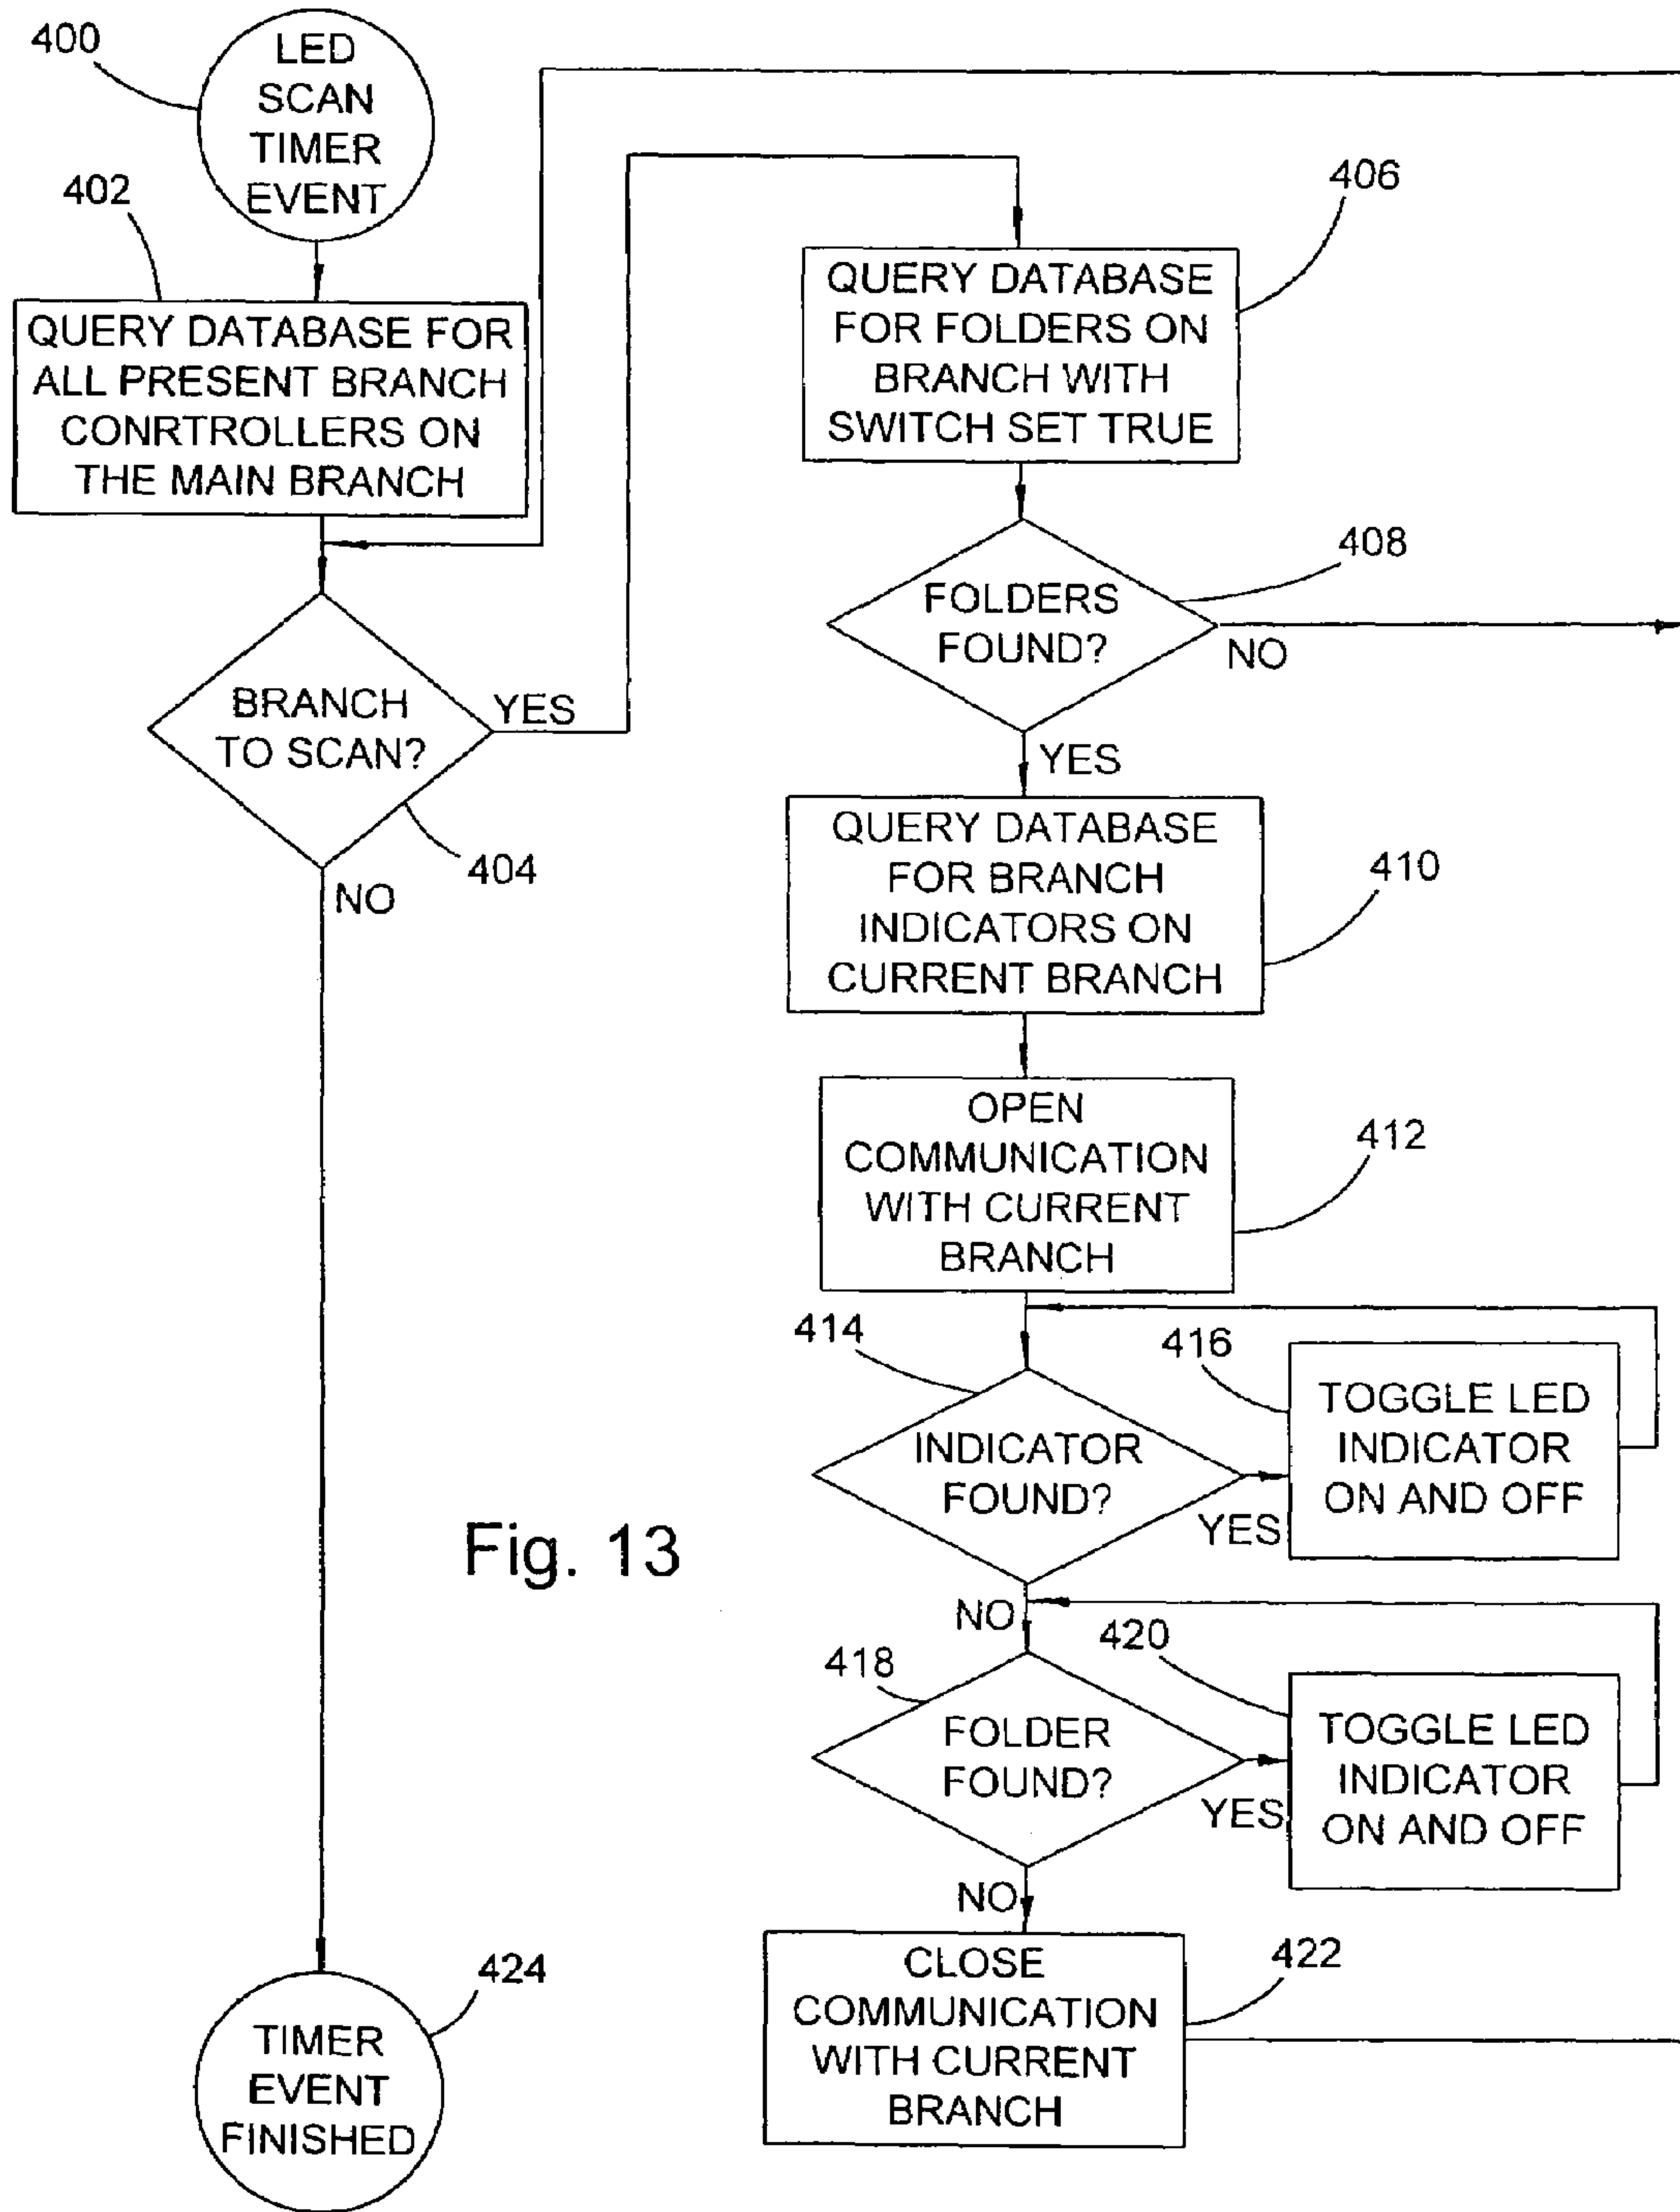 400
LED
SCAN
TIMER
EVENT
402
QUERY DATABASE FOR
ALL PRESENT BRANCH
CONRTROLLERS ON
THE MAIN BRANCH
BRANCH
TO SCAN?
YES
404
NO
406
QUERY DATABASE
FOR FOLDERS ON
BRANCH WITH
SWITCH SET TRUE
408
FOLDERS
FOUND?
NO
YES
QUERY DATABASE
FOR BRANCH
INDICATORS ON
CURRENT BRANCH
410
OPEN
COMMUNICATION
WITH CURRENT
BRANCH
412
414
INDICATOR
FOUND?
YES
416
TOGGLE LED
INDICATOR
ON AND OFF
NO
418
FOLDER
FOUND?
YES
420
TOGGLE LED
INDICATOR
ON AND OFF
NO
CLOSE
COMMUNICATION
WITH CURRENT
BRANCH
422
424
TIMER
EVENT
FINISHED
Fig. 13